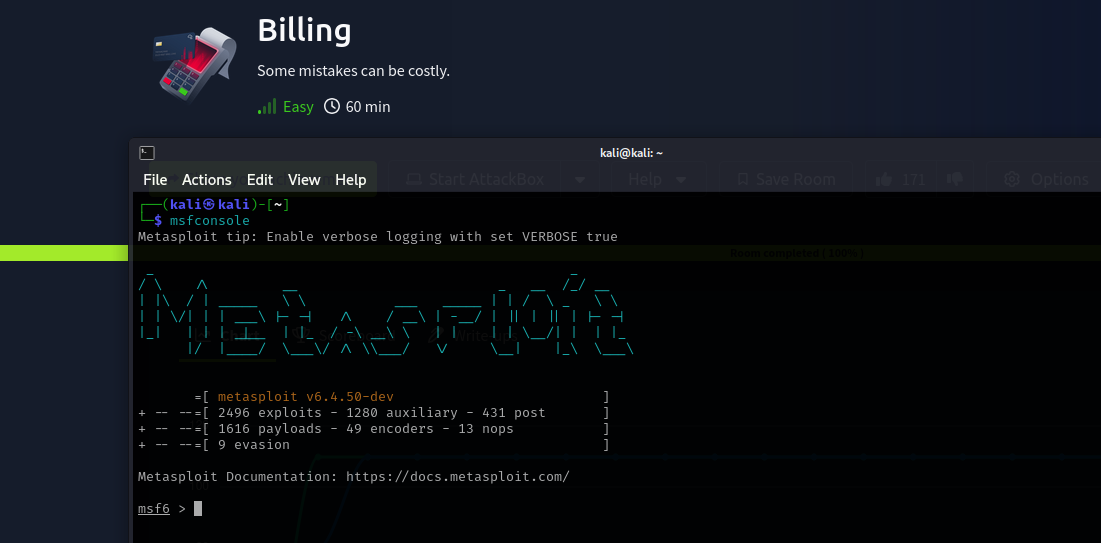 Billing
Some mistakes can be costly.
Easy 60 min
kali@kali: ~
File Actions Edit View Help
Start AttackBox Help Save Room 171 Options
┌──(kali㉿kali)-[~]
└─$ msfconsole
Metasploit tip: Enable verbose logging with set VERBOSE true
Room completed ( 100% )
METASPLOIT
=[ metasploit v6.4.50-dev ]
+ -- --=[ 2496 exploits - 1280 auxiliary - 431 post ]
+ -- --=[ 1616 payloads - 49 encoders - 13 nops ]
+ -- --=[ 9 evasion ]
Metasploit Documentation: https://docs.metasploit.com/
msf6 >